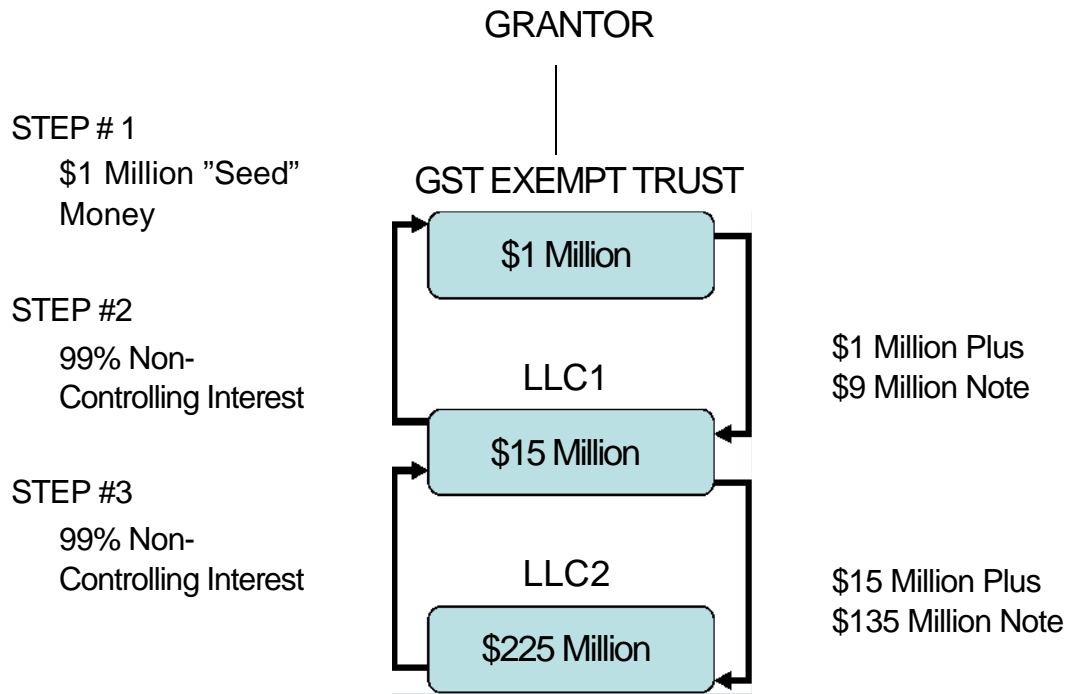 GRANTOR
STEP # 1
$1 Million ”Seed”
Money
GST EXEMPT TRUST
$1 Million
STEP #2
99% Non-
Controlling Interest
$1 Million Plus
$9 Million Note
LLC1
$15 Million
STEP #3
99% Non-
Controlling Interest
LLC2
$15 Million Plus
$135 Million Note
$225 Million